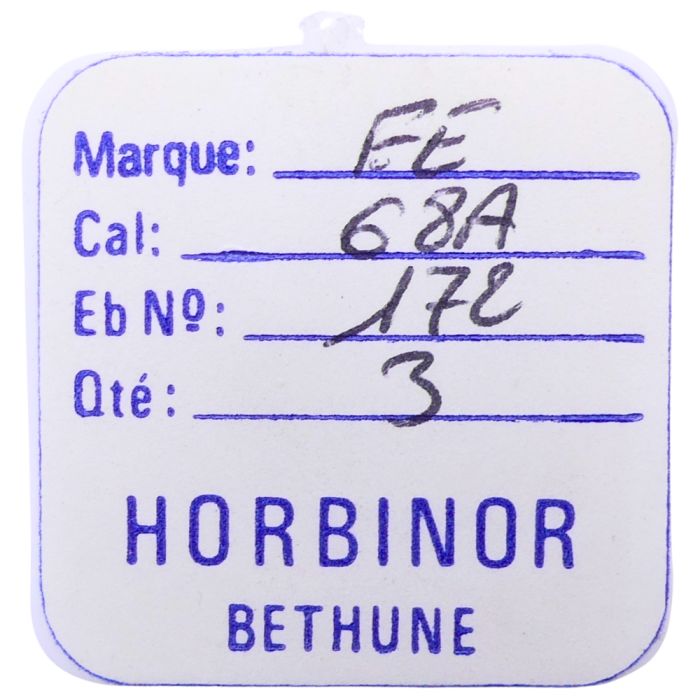 Marque: FE
Cal: 68A
Eb Nº: 172
Qté: 3
HORBINOR
BETHUNE